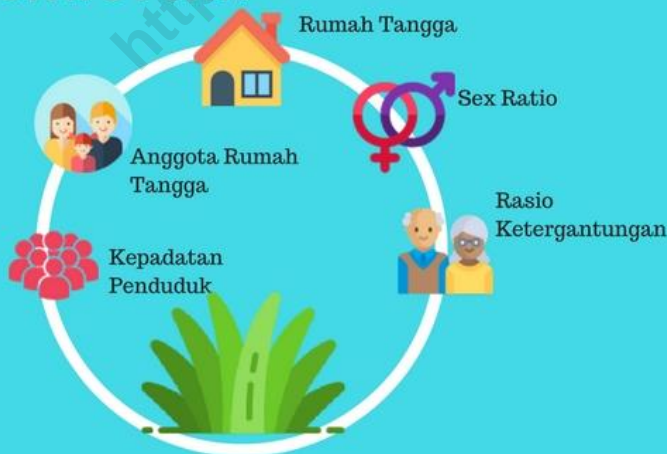 Rumah Tangga
Sex Ratio
Anggota Rumah
Tangga
Rasio
Ketergantungan
Kepadatan
Penduduk